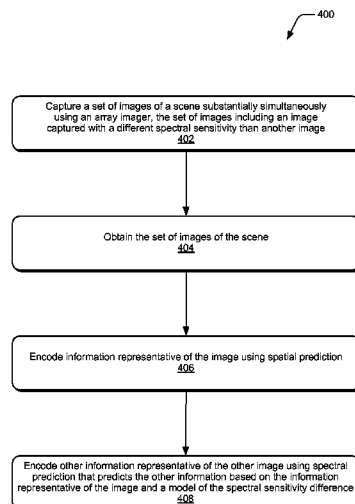 400
Capture a set of images of a scene substantially simultaneously
using an array imager, the set of images including an image
captured with a different spectral sensitivity than another image
402
Obtain the set of images of the scene
404
Encode information representative of the image using spatial prediction
406
Encode other information representative of the other image using spectral
prediction that predicts the other information based on the information
representative of the image and a model of the spectral sensitivity difference
408